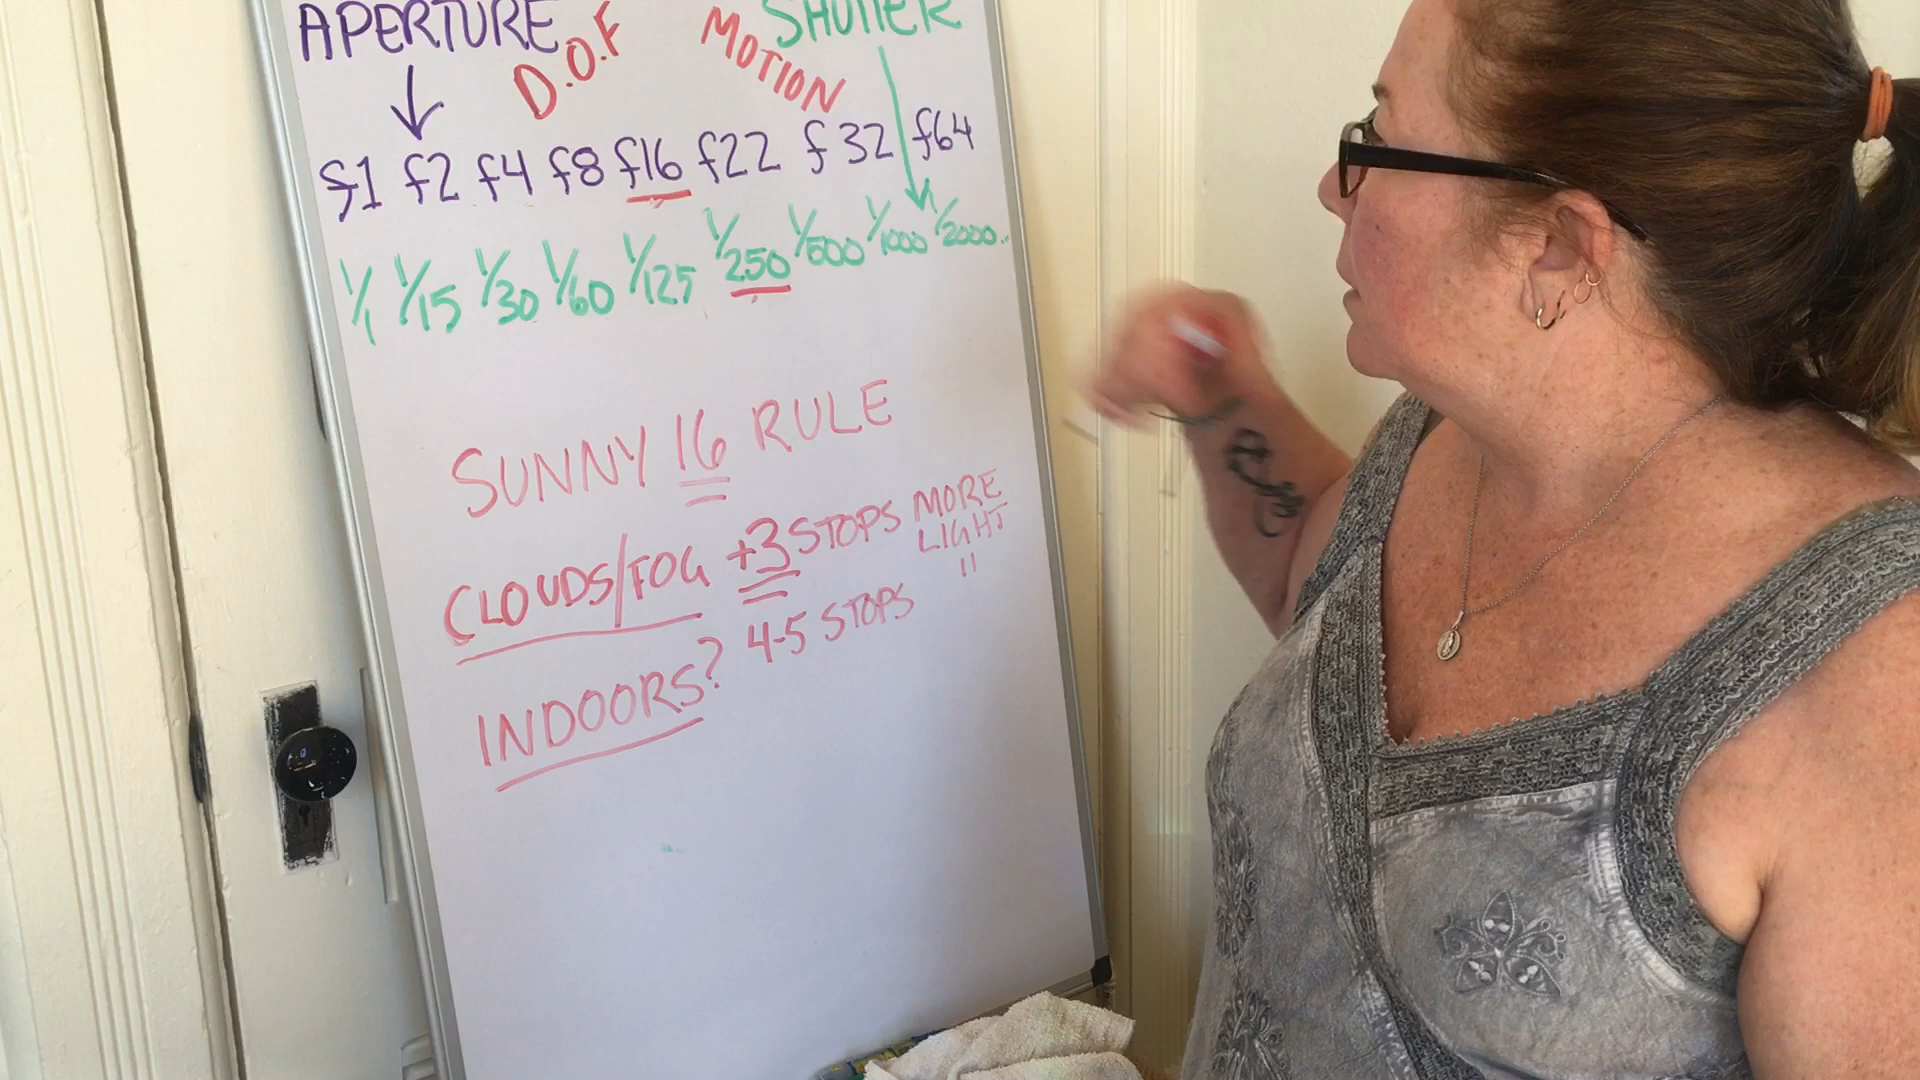 APERTURE D.O.F MOTION SHUTTER
f1 f2 f4 f8 f16 f22 f32 f64
1/1 1/15 1/30 1/60 1/125 1/250 1/500 1/1000 1/2000..
SUNNY 16 RULE
CLOUDS/FOG +3 STOPS MORE LIGHT
INDOORS? 4-5 STOPS "